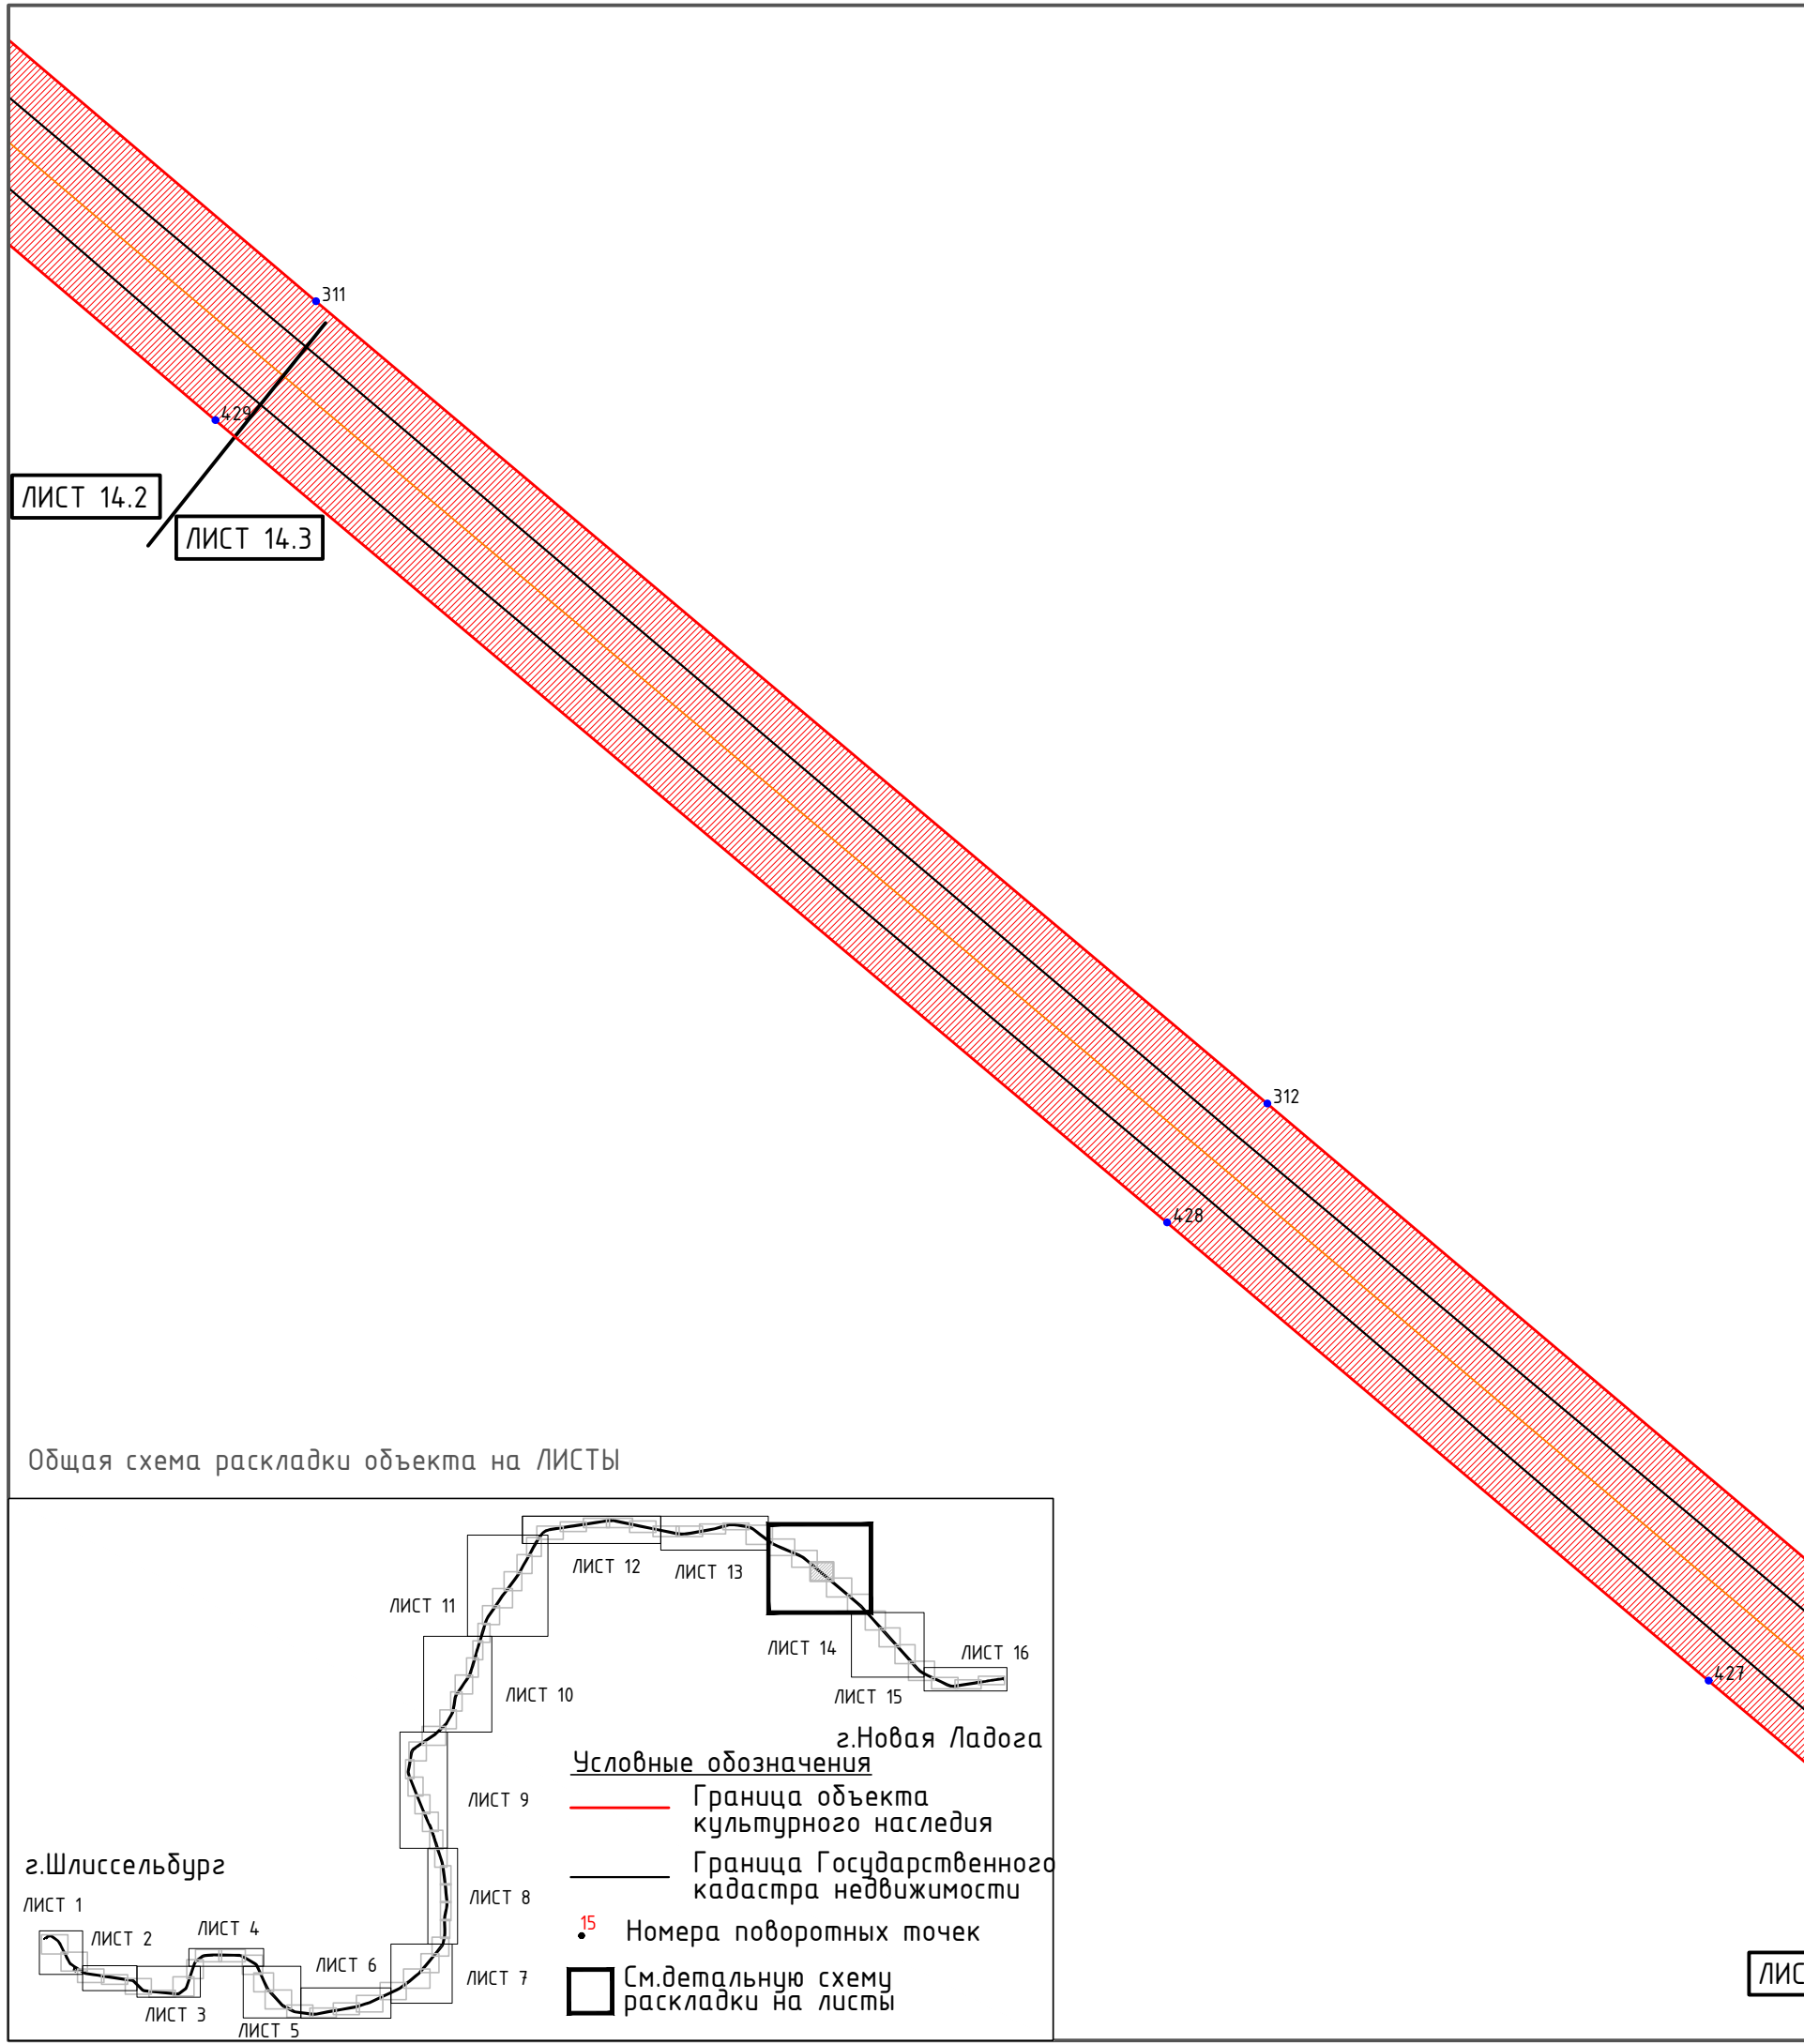 311
429
ЛИСТ 14.2
ЛИСТ 14.3
312
428
427
Общая схема раскладки объекта на ЛИСТЫ
ЛИСТ 12
ЛИСТ 13
ЛИСТ 11
ЛИСТ 14
ЛИСТ 16
ЛИСТ 10
ЛИСТ 15
г.Новая Ладога
Условные обозначения
ЛИСТ 9
Граница объекта
культурного наследия
г.Шлиссельбург
Граница Государственного
кадастра недвижимости
ЛИСТ 1
ЛИСТ 8
ЛИСТ 2
ЛИСТ 4
15
Номера поворотных точек
ЛИСТ 6
ЛИСТ 7
См.детальную схему
раскладки на листы
ЛИСТ 3
ЛИСТ 5